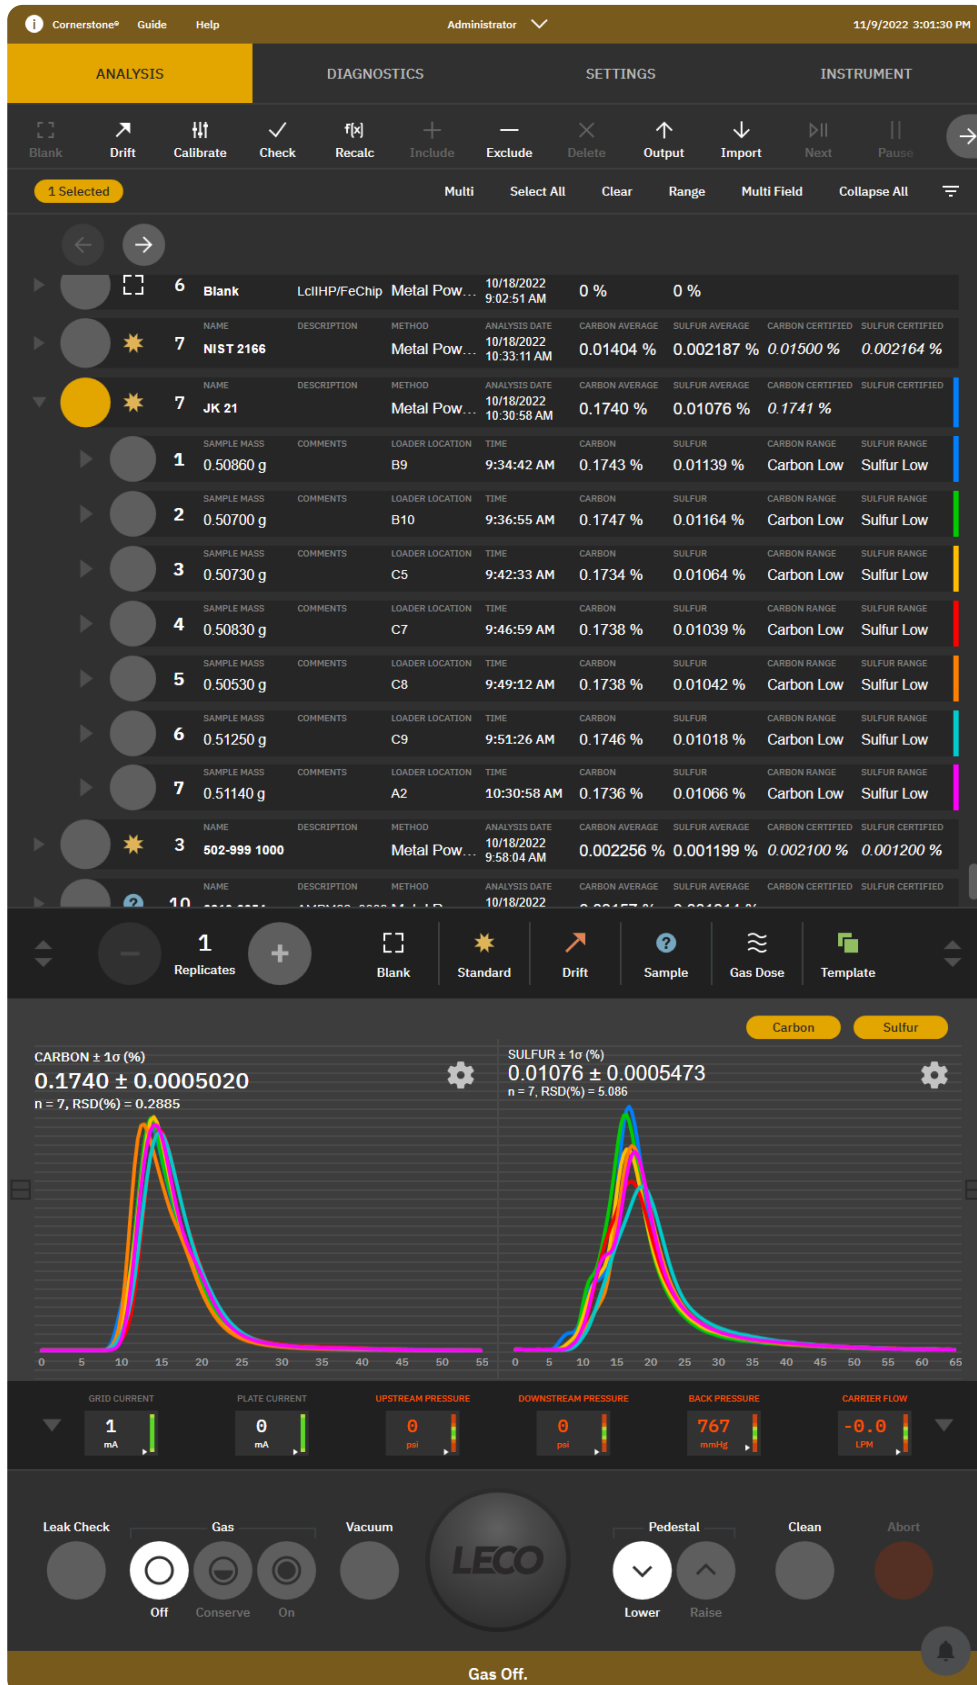 Cornerstone® Guide Help Administrator 11/9/2022 3:01:30 PM
ANALYSIS DIAGNOSTICS SETTINGS INSTRUMENT
Blank Drift Calibrate Check f(x) Recalc Include Exclude Delete Output Import Next Pause
1 Selected Multi Select All Clear Range Multi Field Collapse All
6 Blank LclIHP/FeChip Metal Pow... 10/18/2022 9:02:51 AM 0 % 0 %
NAME DESCRIPTION METHOD ANALYSIS DATE CARBON AVERAGE SULFUR AVERAGE CARBON CERTIFIED SULFUR CERTIFIED
7 NIST 2166 Metal Pow... 10/18/2022 10:33:11 AM 0.01404 % 0.002187 % 0.01500 % 0.002164 %
NAME DESCRIPTION METHOD ANALYSIS DATE CARBON AVERAGE SULFUR AVERAGE CARBON CERTIFIED SULFUR CERTIFIED
7 JK 21 Metal Pow... 10/18/2022 10:30:58 AM 0.1740 % 0.01076 % 0.1741 %
SAMPLE MASS COMMENTS LOADER LOCATION TIME CARBON SULFUR CARBON RANGE SULFUR RANGE
1 0.50860 g B9 9:34:42 AM 0.1743 % 0.01139 % Carbon Low Sulfur Low
SAMPLE MASS COMMENTS LOADER LOCATION TIME CARBON SULFUR CARBON RANGE SULFUR RANGE
2 0.50700 g B10 9:36:55 AM 0.1747 % 0.01164 % Carbon Low Sulfur Low
SAMPLE MASS COMMENTS LOADER LOCATION TIME CARBON SULFUR CARBON RANGE SULFUR RANGE
3 0.50730 g C5 9:42:33 AM 0.1734 % 0.01064 % Carbon Low Sulfur Low
SAMPLE MASS COMMENTS LOADER LOCATION TIME CARBON SULFUR CARBON RANGE SULFUR RANGE
4 0.50830 g C7 9:46:59 AM 0.1738 % 0.01039 % Carbon Low Sulfur Low
SAMPLE MASS COMMENTS LOADER LOCATION TIME CARBON SULFUR CARBON RANGE SULFUR RANGE
5 0.50530 g C8 9:49:12 AM 0.1738 % 0.01042 % Carbon Low Sulfur Low
SAMPLE MASS COMMENTS LOADER LOCATION TIME CARBON SULFUR CARBON RANGE SULFUR RANGE
6 0.51250 g C9 9:51:26 AM 0.1746 % 0.01018 % Carbon Low Sulfur Low
SAMPLE MASS COMMENTS LOADER LOCATION TIME CARBON SULFUR CARBON RANGE SULFUR RANGE
7 0.51140 g A2 10:30:58 AM 0.1736 % 0.01066 % Carbon Low Sulfur Low
NAME DESCRIPTION METHOD ANALYSIS DATE CARBON AVERAGE SULFUR AVERAGE CARBON CERTIFIED SULFUR CERTIFIED
3 502-999 1000 Metal Pow... 10/18/2022 9:58:04 AM 0.002256 % 0.001199 % 0.002100 % 0.001200 %
NAME DESCRIPTION METHOD ANALYSIS DATE CARBON AVERAGE SULFUR AVERAGE CARBON CERTIFIED SULFUR CERTIFIED
10 10/18/2022
1 Replicates Blank Standard Drift Sample Gas Dose Template
Carbon Sulfur
CARBON ± 1σ (%)
0.1740 ± 0.0005020
n = 7, RSD(%) = 0.2885
SULFUR ± 1σ (%)
0.01076 ± 0.0005473
n = 7, RSD(%) = 5.086
0 5 10 15 20 25 30 35 40 45 50 55
0 5 10 15 20 25 30 35 40 45 50 55 60 65
GRID CURRENT PLATE CURRENT UPSTREAM PRESSURE DOWNSTREAM PRESSURE BACK PRESSURE CARRIER FLOW
1 0 0 0 767 -0.0
mA mA psi psi mmHg LPM
Leak Check Gas Vacuum Pedestal Clean Abort
LECO
Off Conserve On Lower Raise
Gas Off.